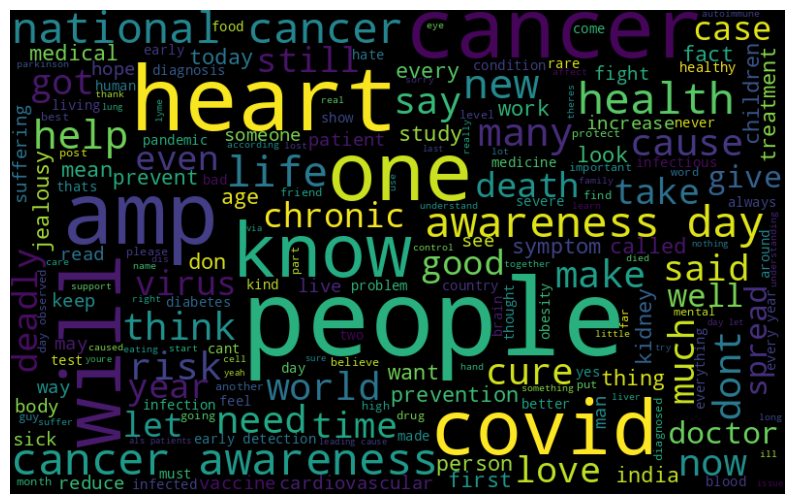 national cancer
cancer
case
food
eye
autoimmune
come
parkinson
medical
early
today
still
hate
condition
rare
fact
got
hope
diagnosis
every
new
fight
healthy
health
children
treatment
thank
human
lung
lyme
sorry
affect
real
theres
living
best
show
heart
say
work
level
increase
never
protect
suffering
help
someone
pandemic
according
lost
patient
study
many
cause
post
even
last
really
lot
medicine
important
infectious
look
mean
prevent
bad
life
death
take
give
thats
friend
use
one
severe
find
family
word
always
jealousy
amp
age
chronic
understand
learn
awareness day
read
don
via
see
symptom
called
nothing
around
understanding
please
dis
know
part
control
together
died
said
care
virus
good
make
well
name
kind
live
problem
country
brain
thought
obesity
little
far
kidney
mental
day observed
deadly
will
support
keep
diabetes
people
right
two
may
caused
youre
think
cell
cant
test
eating
start
yeah
sure
believe
hand
day let
every year
everything
spread
much
dont
risk
year
day
world
want
cure
yes
thing
try
way
another
something
put
infection
high
covid
prevention
man
body
going
feel
drug
better
liver
diagnosed
guy
suffer
let
need
time
sick
early detection
made
person
doctor
long
als patients
leading cause
cancer awareness
must
love
india
now
ill
month
reduce
infected
vaccine
cardiovascular
first
blood
issue